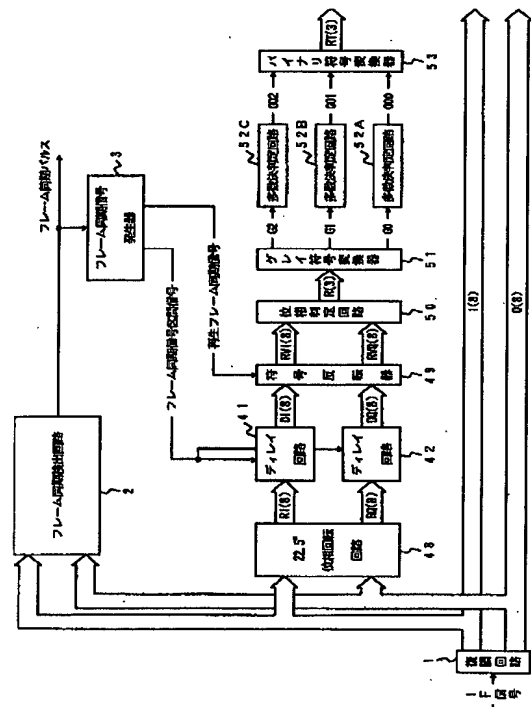 IF信号
復調回路
1
I(8)
Q(8)
フレーム同期検出回路
2
フレーム同期パルス
フレーム同期信号発生器
3
フレーム同期信号区間信号
再生フレーム同期信号
22.5°
位相回転
回路
48
RI(8)
RQ(8)
ディレイ
回路
41
ディレイ
回路
42
DI(8)
DQ(8)
符号反転器
49
RVI(8)
RVQ(8)
位相判定回路
50
R(3)
グレイ符号変換器
51
G2
G1
G0
多数決判定回路
52C
多数決判定回路
52B
多数決判定回路
52A
GO2
GO1
GO0
バイナリ符号変換器
53
RT(3)